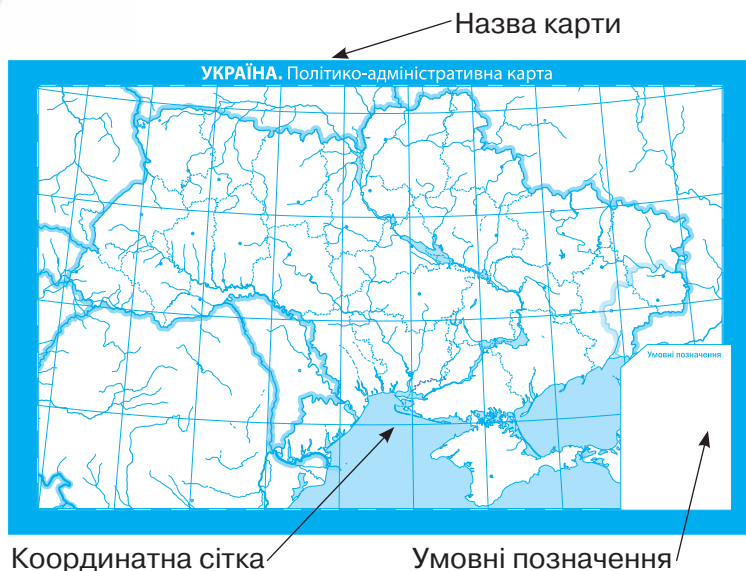 Назва карти
УКРАЇНА. Політико-адміністративна карта
Умовні позначення
Координатна сітка
Умовні позначення